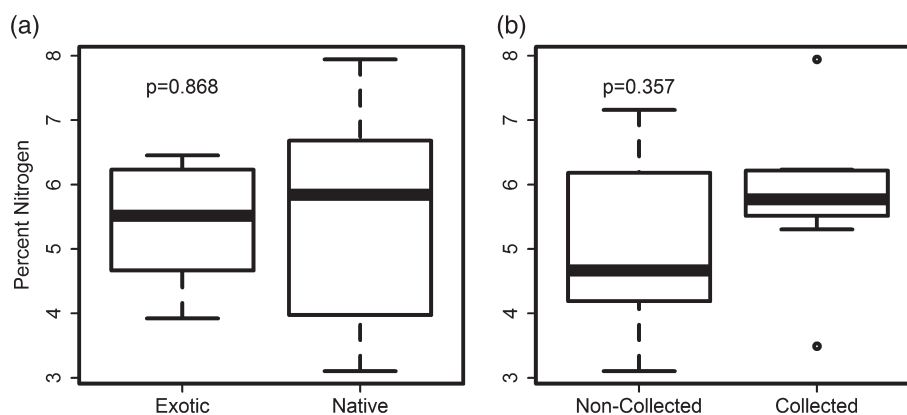 (a)
(b)
Percent Nitrogen
8
7
6
5
4
3
p=0.868
Exotic
Native
8
7
6
5
4
3
p=0.357
Non-Collected
Collected